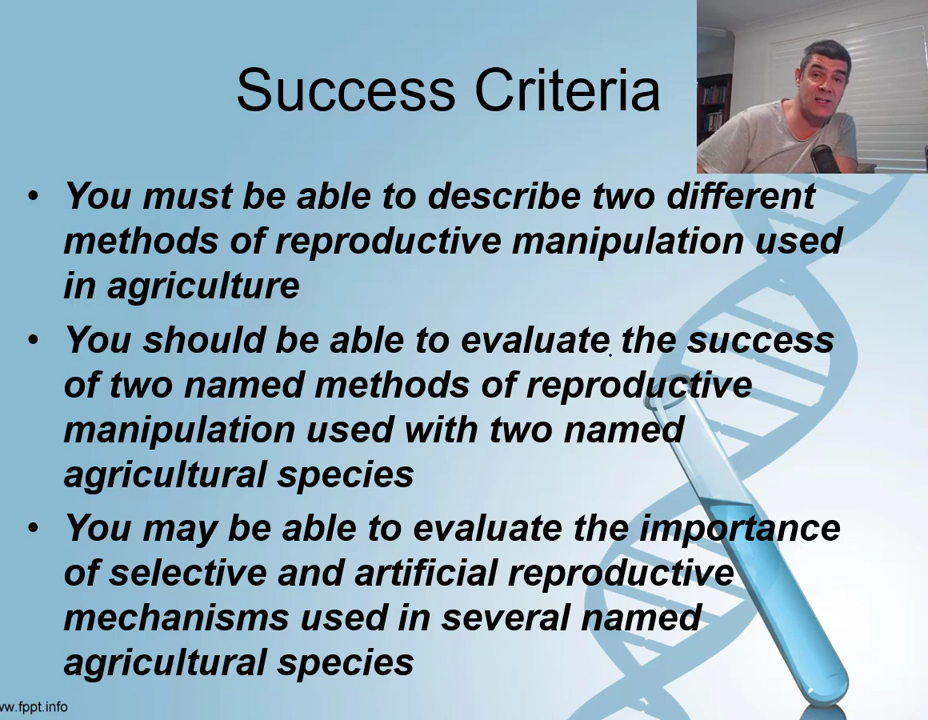 Success Criteria
• You must be able to describe two different
methods of reproductive manipulation used
in agriculture
• You should be able to evaluate the success
of two named methods of reproductive
manipulation used with two named
agricultural species
• You may be able to evaluate the importance
of selective and artificial reproductive
mechanisms used in several named
agricultural species
ww.fppt.info